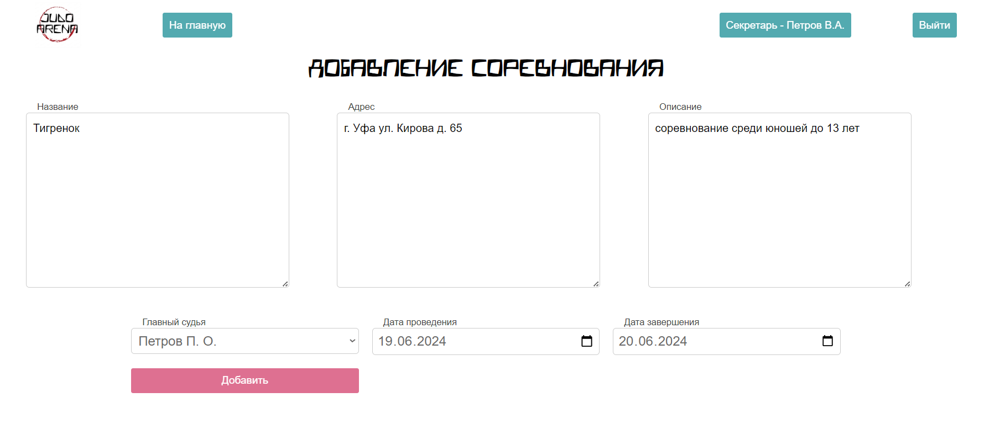 JUDO
ARENA
На главную
Секретарь - Петров В.А.
Выйти
ДОБАВЛЕНИЕ СОРЕВНОВАНИЯ
Название
Адрес
Описание
Тигренок
г. Уфа ул. Кирова д. 65
соревнование среди юношей до 13 лет
Главный судья
Дата проведения
Дата завершения
Петров П. О.
19.06.2024
20.06.2024
Добавить